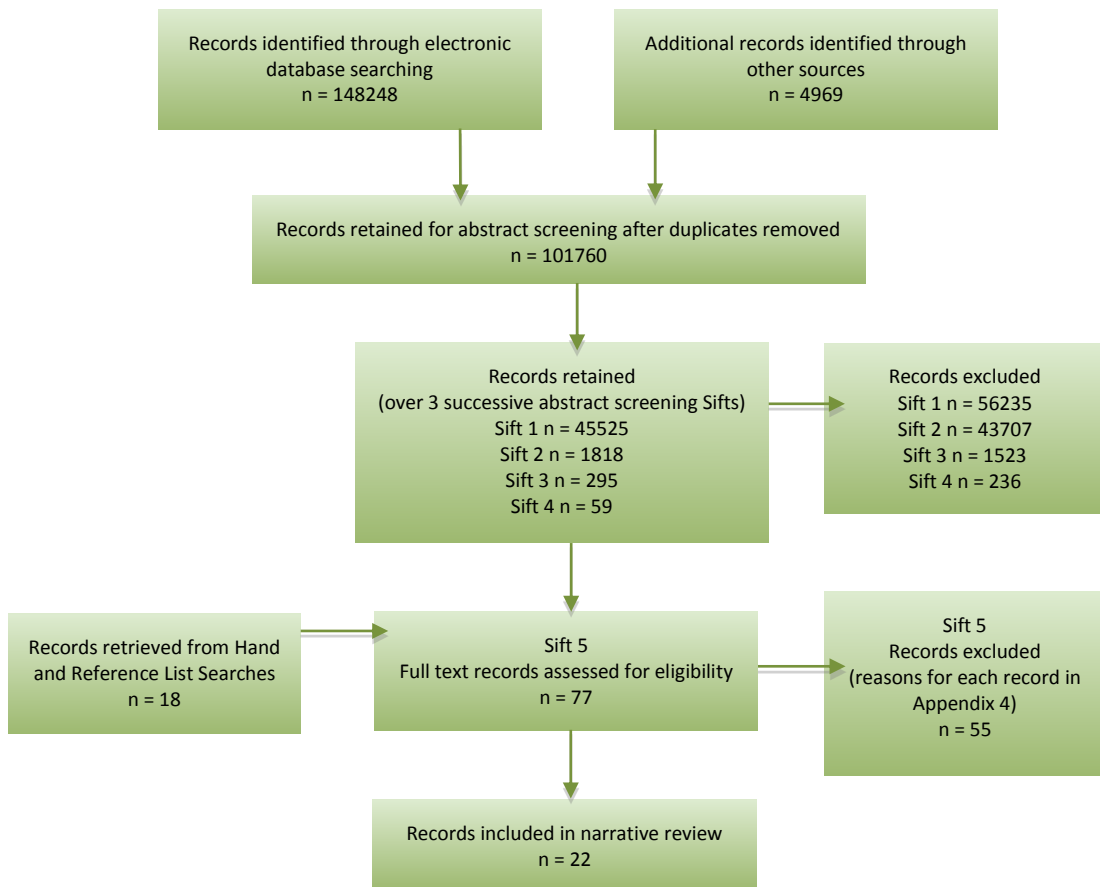 Records identified through electronic
database searching
n = 148248
Additional records identified through
other sources
n = 4969
Records retained for abstract screening after duplicates removed
n = 101760
Records retained
(over 3 successive abstract screening Sifts)
Sift 1 n = 45525
Sift 2 n = 1818
Sift 3 n = 295
Sift 4 n = 59
Records excluded
Sift 1 n = 56235
Sift 2 n = 43707
Sift 3 n = 1523
Sift 4 n = 236
Records retrieved from Hand
and Reference List Searches
n = 18
Sift 5
Full text records assessed for eligibility
n = 77
Sift 5
Records excluded
(reasons for each record in
Appendix 4)
n = 55
Records included in narrative review
n = 22